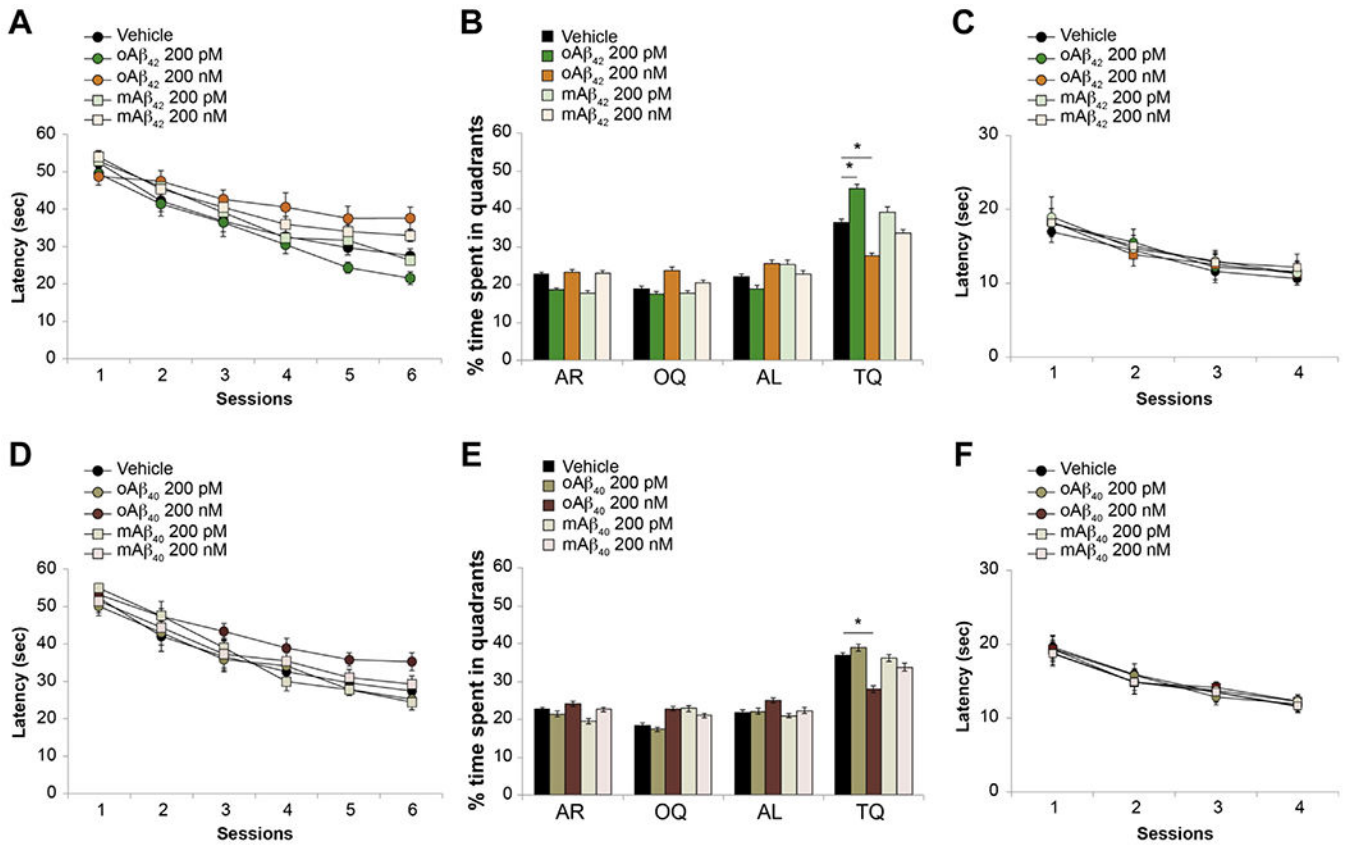 A
Vehicle
oAβ₄₂ 200 pM
oAβ₄₂ 200 nM
mAβ₄₂ 200 pM
mAβ₄₂ 200 nM
60
50
40
30
20
10
0
Latency (sec)
1 2 3 4 5 6
Sessions
B
Vehicle
oAβ₄₂ 200 pM
oAβ₄₂ 200 nM
mAβ₄₂ 200 pM
mAβ₄₂ 200 nM
60
50
40
30
20
10
0
% time spent in quadrants
*
*
AR OQ AL TQ
C
Vehicle
oAβ₄₂ 200 pM
oAβ₄₂ 200 nM
mAβ₄₂ 200 pM
mAβ₄₂ 200 nM
30
20
10
0
Latency (sec)
1 2 3 4
Sessions
D
Vehicle
oAβ₄₀ 200 pM
oAβ₄₀ 200 nM
mAβ₄₀ 200 pM
mAβ₄₀ 200 nM
60
50
40
30
20
10
0
Latency (sec)
1 2 3 4 5 6
Sessions
E
Vehicle
oAβ₄₀ 200 pM
oAβ₄₀ 200 nM
mAβ₄₀ 200 pM
mAβ₄₀ 200 nM
60
50
40
30
20
10
0
% time spent in quadrants
*
AR OQ AL TQ
F
Vehicle
oAβ₄₀ 200 pM
oAβ₄₀ 200 nM
mAβ₄₀ 200 pM
mAβ₄₀ 200 nM
30
20
10
0
Latency (sec)
1 2 3 4
Sessions